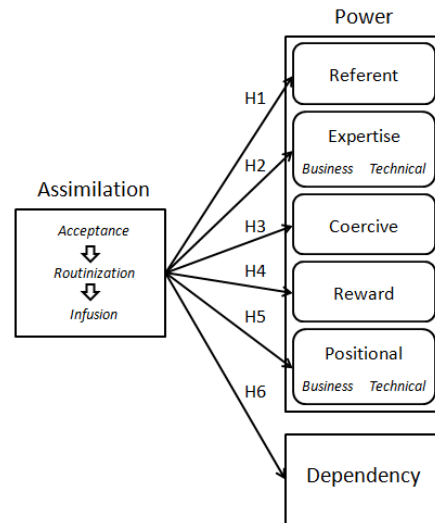 Power
Referent
H1
Expertise
H2
Business Technical
Assimilation
Acceptance
H3
Coercive
Routinization
H4
Reward
Infusion
H5
Positional
Business Technical
H6
Dependency